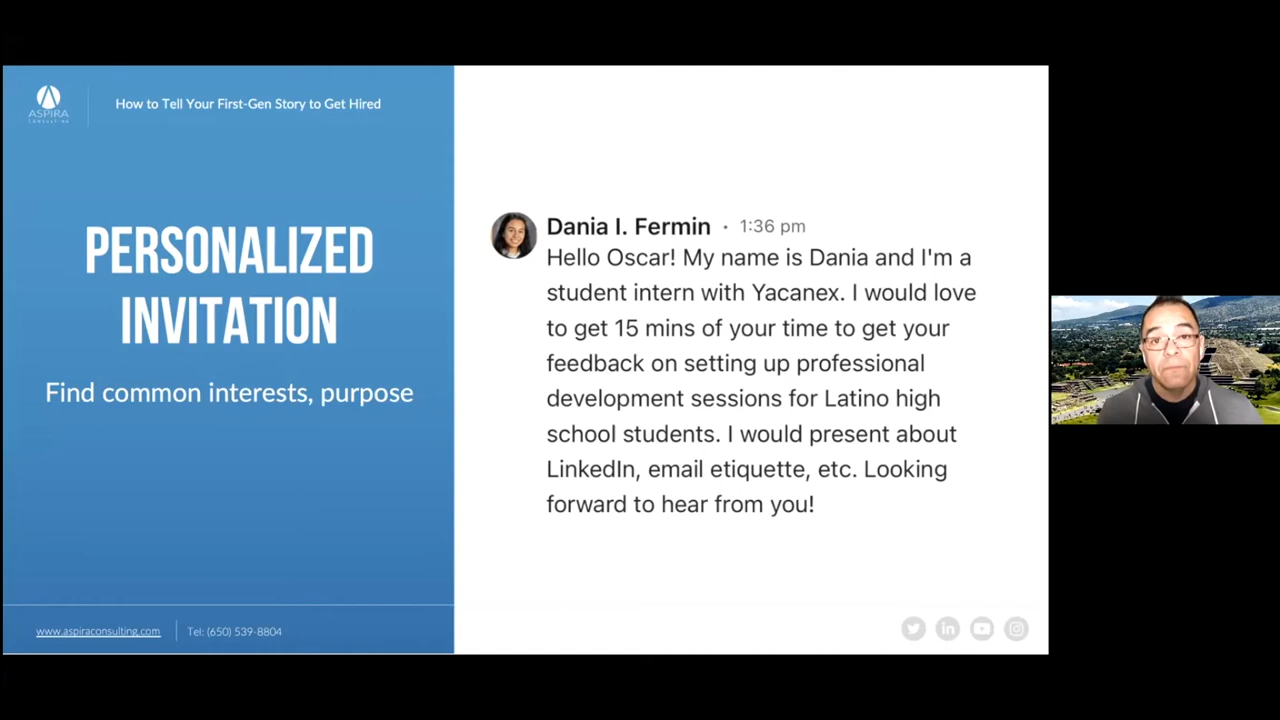 ASPIRA
CONSULTING
How to Tell Your First-Gen Story to Get Hired
PERSONALIZED
INVITATION
Find common interests, purpose
www.aspiraconsulting.com
Tel: (650) 539-8804
Dania I. Fermin · 1:36 pm
Hello Oscar! My name is Dania and I'm a
student intern with Yacanex. I would love
to get 15 mins of your time to get your
feedback on setting up professional
development sessions for Latino high
school students. I would present about
LinkedIn, email etiquette, etc. Looking
forward to hear from you!
in